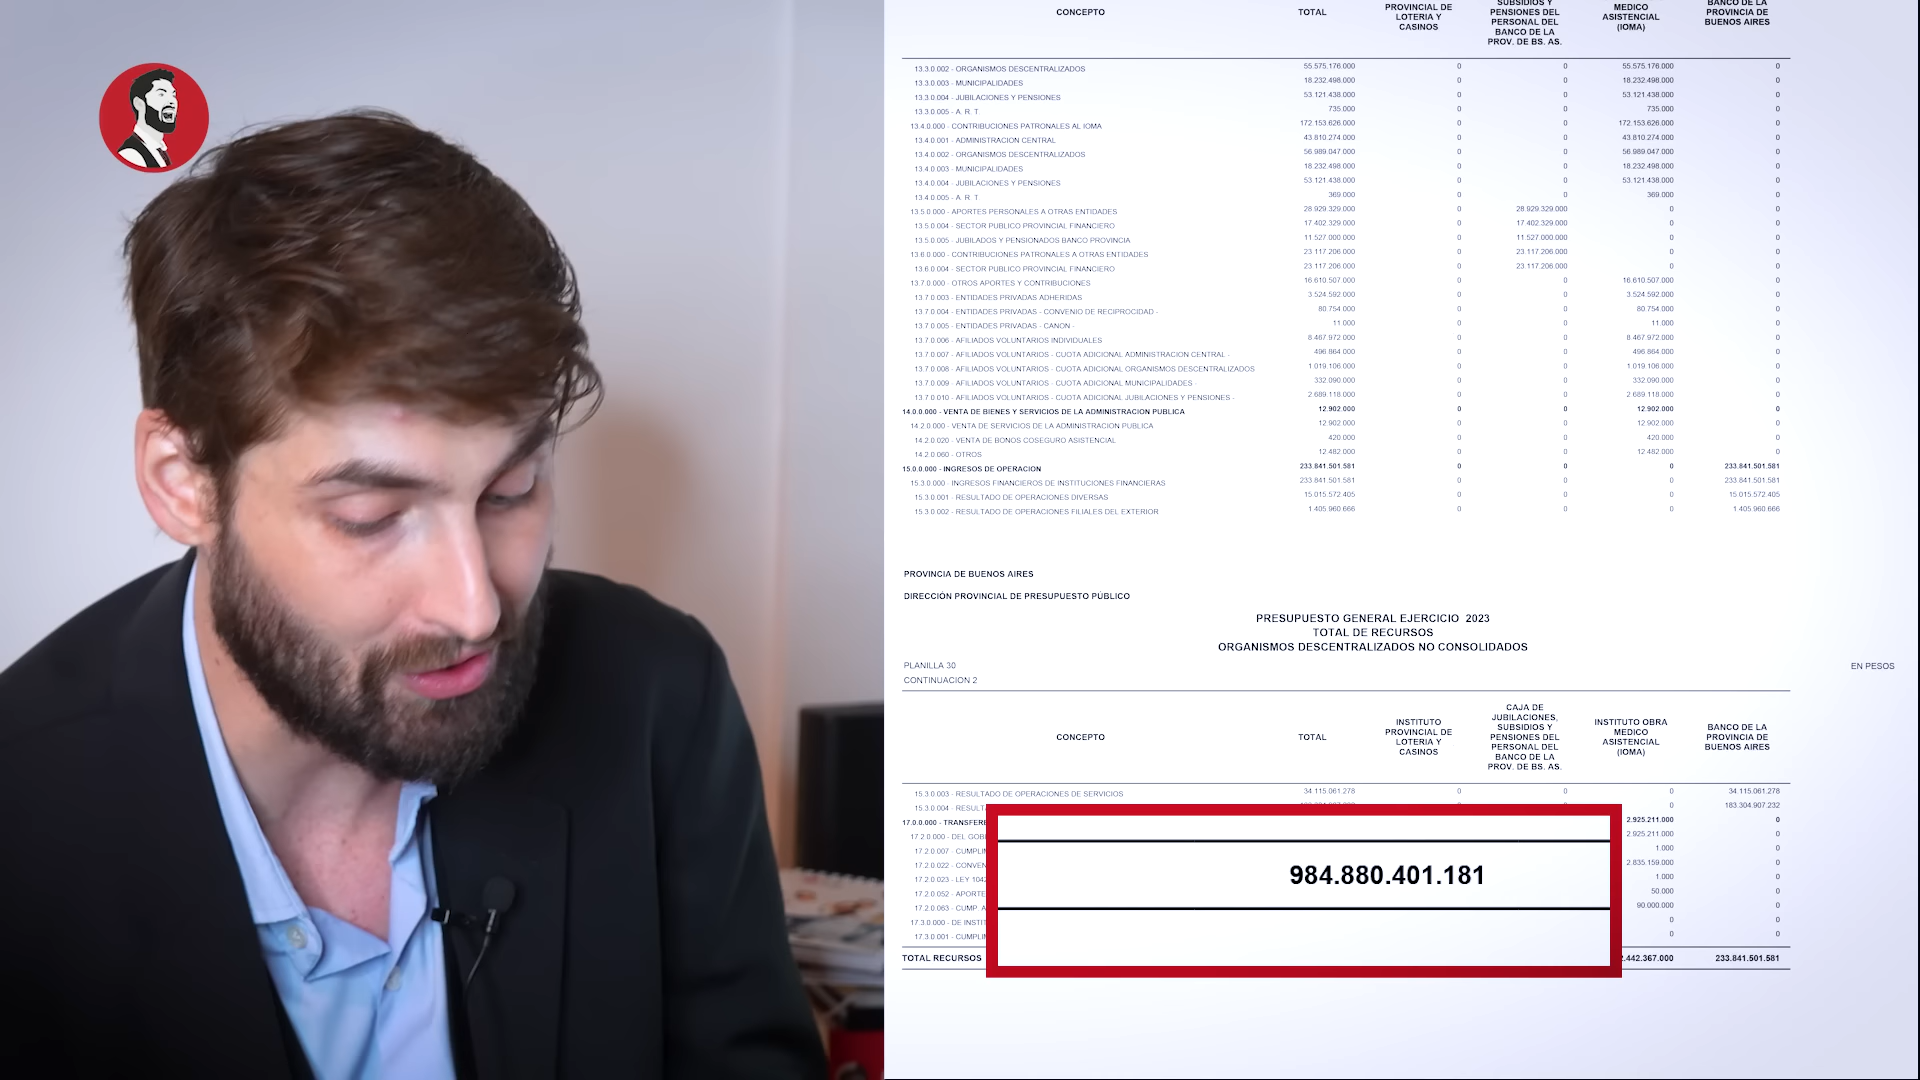 CONCEPTO TOTAL PROVINCIAL DE LOTERIA Y CASINOS SUBSIDIOS Y PENSIONES DEL PERSONAL DEL BANCO DE LA PROV. DE BS. AS. MEDICO ASISTENCIAL (IOMA) BANCO DE LA PROVINCIA DE BUENOS AIRES
13.3.0.002 - ORGANISMOS DESCENTRALIZADOS 55.575.176.000 0 0 55.575.176.000 0
13.3.0.003 - MUNICIPALIDADES 18.232.498.000 0 0 18.232.498.000 0
13.3.0.004 - JUBILACIONES Y PENSIONES 53.121.438.000 0 0 53.121.438.000 0
13.3.0.005 - A. R. T. 735.000 0 0 735.000 0
13.4.0.000 - CONTRIBUCIONES PATRONALES AL IOMA 172.153.626.000 0 0 172.153.626.000 0
13.4.0.001 - ADMINISTRACION CENTRAL 43.810.274.000 0 0 43.810.274.000 0
13.4.0.002 - ORGANISMOS DESCENTRALIZADOS 56.989.047.000 0 0 56.989.047.000 0
13.4.0.003 - MUNICIPALIDADES 18.232.498.000 0 0 18.232.498.000 0
13.4.0.004 - JUBILACIONES Y PENSIONES 53.121.438.000 0 0 53.121.438.000 0
13.4.0.005 - A. R. T. 369.000 0 0 369.000 0
13.5.0.000 - APORTES PERSONALES A OTRAS ENTIDADES 28.929.329.000 0 28.929.329.000 0 0
13.5.0.004 - SECTOR PUBLICO PROVINCIAL FINANCIERO 17.402.329.000 0 17.402.329.000 0 0
13.5.0.005 - JUBILADOS Y PENSIONADOS BANCO PROVINCIA 11.527.000.000 0 11.527.000.000 0 0
13.6.0.000 - CONTRIBUCIONES PATRONALES A OTRAS ENTIDADES 23.117.206.000 0 23.117.206.000 0 0
13.6.0.004 - SECTOR PUBLICO PROVINCIAL FINANCIERO 23.117.206.000 0 23.117.206.000 0 0
13.7.0.000 - OTROS APORTES Y CONTRIBUCIONES 16.610.507.000 0 0 16.610.507.000 0
13.7.0.003 - ENTIDADES PRIVADAS ADHERIDAS 3.524.592.000 0 0 3.524.592.000 0
13.7.0.004 - ENTIDADES PRIVADAS - CONVENIO DE RECIPROCIDAD - 80.754.000 0 0 80.754.000 0
13.7.0.005 - ENTIDADES PRIVADAS - CANON - 11.000 0 0 11.000 0
13.7.0.006 - AFILIADOS VOLUNTARIOS INDIVIDUALES 8.467.972.000 0 0 8.467.972.000 0
13.7.0.007 - AFILIADOS VOLUNTARIOS - CUOTA ADICIONAL ADMINISTRACION CENTRAL - 496.864.000 0 0 496.864.000 0
13.7.0.008 - AFILIADOS VOLUNTARIOS - CUOTA ADICIONAL ORGANISMOS DESCENTRALIZADOS 1.019.106.000 0 0 1.019.106.000 0
13.7.0.009 - AFILIADOS VOLUNTARIOS - CUOTA ADICIONAL MUNICIPALIDADES - 332.090.000 0 0 332.090.000 0
13.7.0.010 - AFILIADOS VOLUNTARIOS - CUOTA ADICIONAL JUBILACIONES Y PENSIONES - 2.689.118.000 0 0 2.689.118.000 0
14.0.0.000 - VENTA DE BIENES Y SERVICIOS DE LA ADMINISTRACION PUBLICA 12.902.000 0 0 12.902.000 0
14.2.0.000 - VENTA DE SERVICIOS DE LA ADMINISTRACION PUBLICA 12.902.000 0 0 12.902.000 0
14.2.0.020 - VENTA DE BONOS COSEGURO ASISTENCIAL 420.000 0 0 420.000 0
14.2.0.060 - OTROS 12.482.000 0 0 12.482.000 0
15.0.0.000 - INGRESOS DE OPERACION 233.841.501.581 0 0 0 233.841.501.581
15.3.0.000 - INGRESOS FINANCIEROS DE INSTITUCIONES FINANCIERAS 233.841.501.581 0 0 0 233.841.501.581
15.3.0.001 - RESULTADO DE OPERACIONES DIVERSAS 15.015.572.405 0 0 0 15.015.572.405
15.3.0.002 - RESULTADO DE OPERACIONES FILIALES DEL EXTERIOR 1.405.960.666 0 0 0 1.405.960.666
PROVINCIA DE BUENOS AIRES
DIRECCIÓN PROVINCIAL DE PRESUPUESTO PÚBLICO
PRESUPUESTO GENERAL EJERCICIO 2023
TOTAL DE RECURSOS
ORGANISMOS DESCENTRALIZADOS NO CONSOLIDADOS
PLANILLA 30 EN PESOS
CONTINUACION 2
CONCEPTO TOTAL INSTITUTO PROVINCIAL DE LOTERIA Y CASINOS CAJA DE JUBILACIONES, SUBSIDIOS Y PENSIONES DEL PERSONAL DEL BANCO DE LA PROV. DE BS. AS. INSTITUTO OBRA MEDICO ASISTENCIAL (IOMA) BANCO DE LA PROVINCIA DE BUENOS AIRES
15.3.0.003 - RESULTADO DE OPERACIONES DE SERVICIOS 34.115.061.278 0 0 0 34.115.061.278
15.3.0.004 - RESULT 183.304.907.232
17.0.0.000 - TRANSFERE 2.925.211.000 0
17.2.0.000 - DEL GOB 2.925.211.000 0
17.2.0.007 - CUMPLI 1.000 0
17.2.0.022 - CONVEN 2.835.159.000 0
17.2.0.023 - LEY 1042 1.000 0
17.2.0.052 - APORTE 50.000 0
17.2.0.063 - CUMP. A 90.000.000 0
17.3.0.000 - DE INSTI 0 0
17.3.0.001 - CUMPLI 0 0
984.880.401.181
TOTAL RECURSOS 2.442.367.000 233.841.501.581